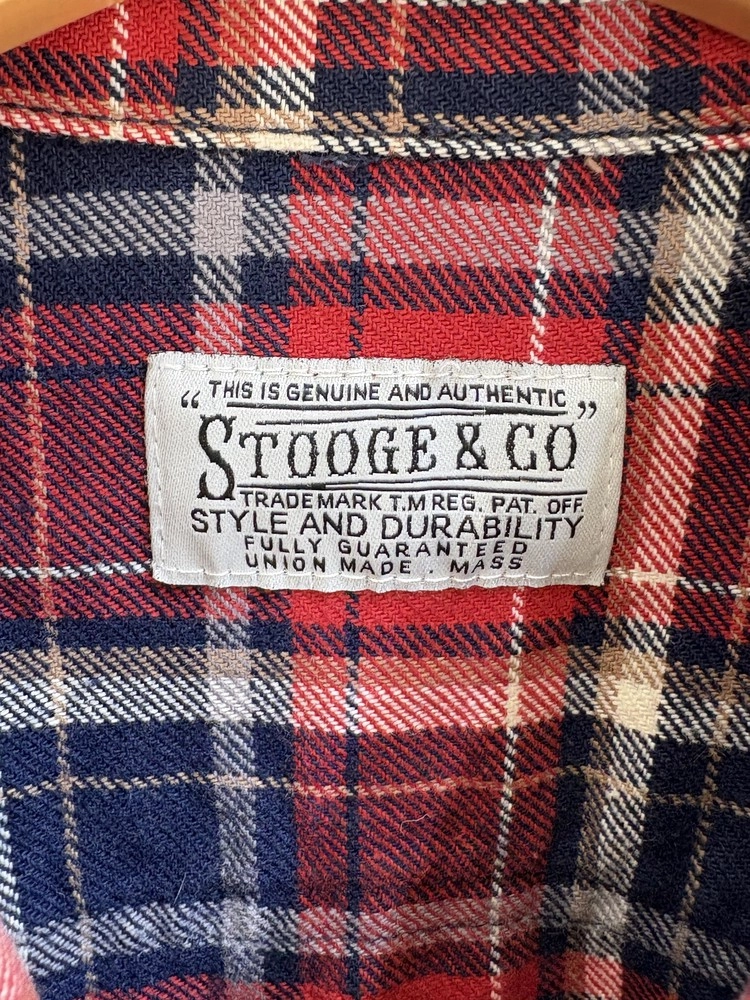 THIS IS GENUINE AND AUTHENTIC
“STOOGE & CO”
TRADEMARK T.M REG. PAT. OFF.
STYLE AND DURABILITY
FULLY GUARANTEED
UNION MADE . MASS